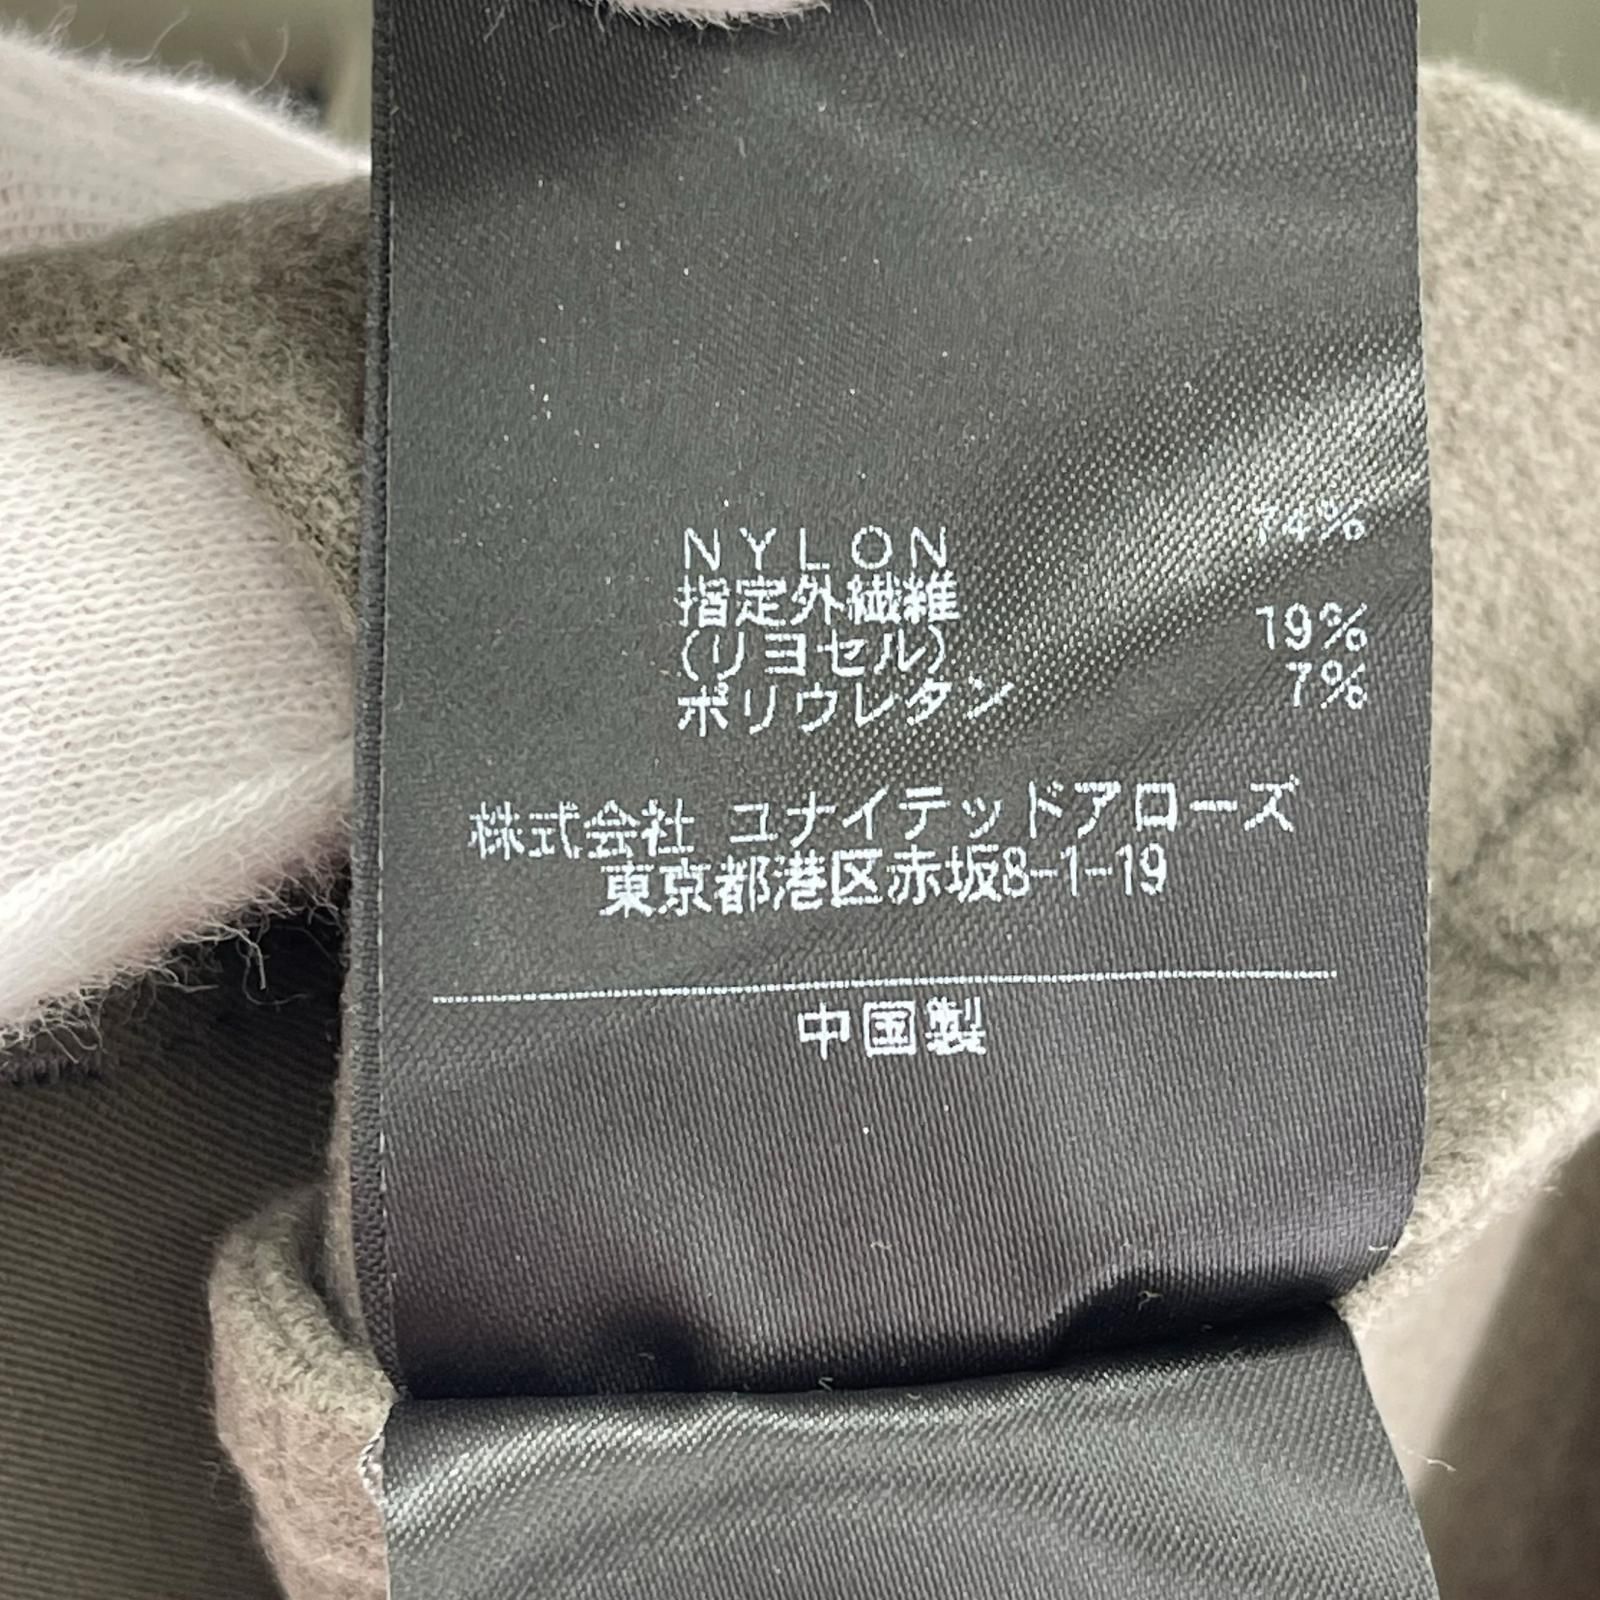 NYLON 74%
指定外繊維
(リヨセル) 19%
ポリウレタン 7%
株式会社 ユナイテッドアローズ
東京都港区赤坂8-1-19
中国製